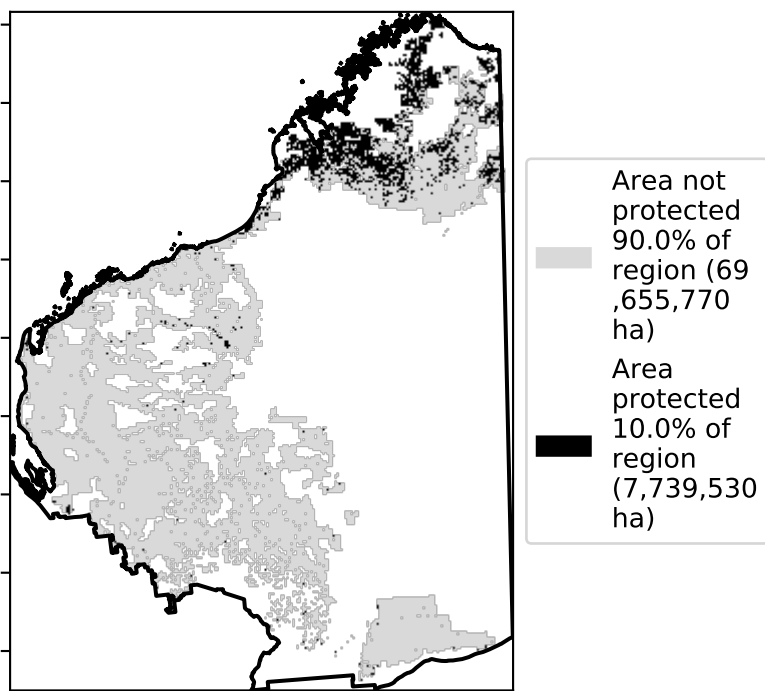 Area not
protected
90.0% of
region (69
,655,770
ha)
Area
protected
10.0% of
region
(7,739,530
ha)